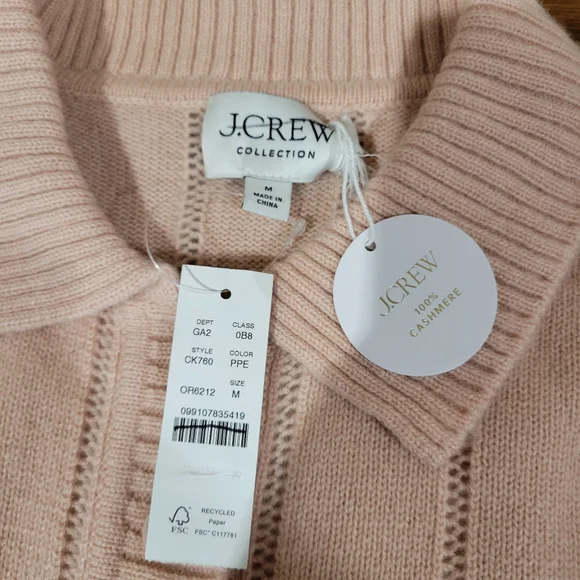 J.CREW
COLLECTION
M
MADE IN
CHINA
J.CREW
100%
CASHMERE
DEPT CLASS
GA2 0B8
STYLE COLOR
CK760 PPE
SIZE
OR6212 M
099107835419
FSC
RECYCLED
Paper
FSC® C117781